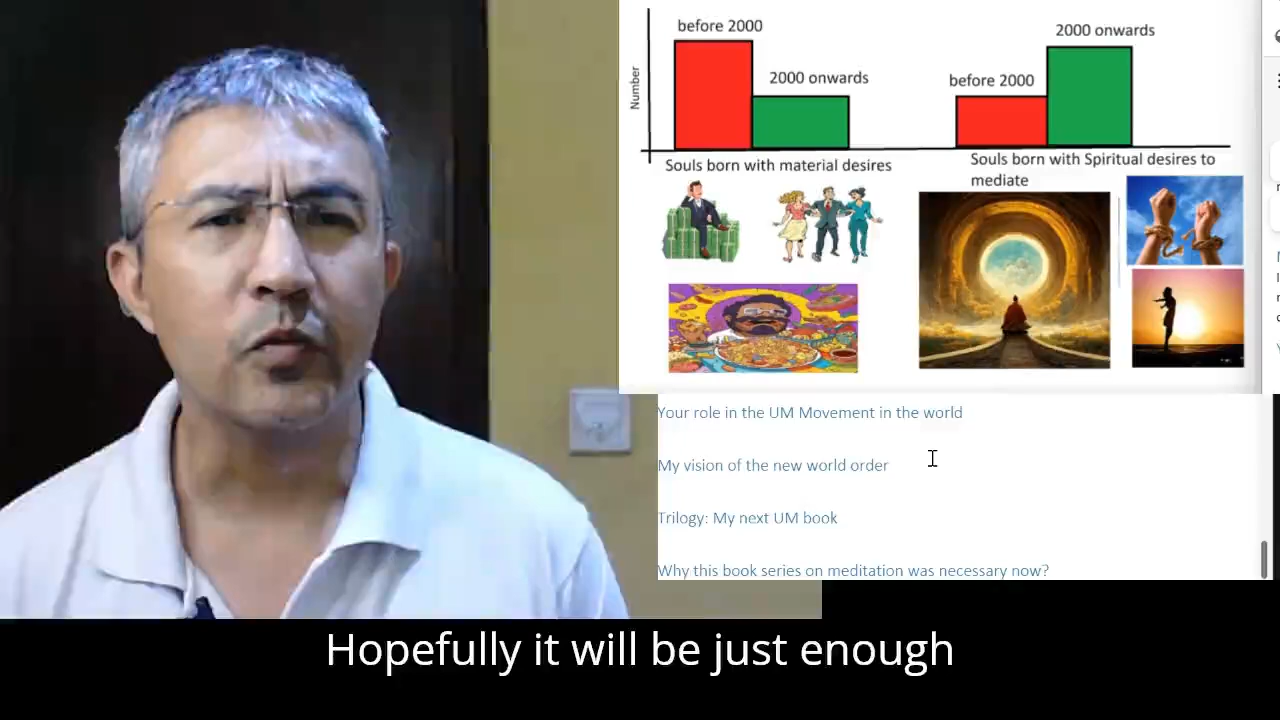 before 2000
2000 onwards
2000 onwards
before 2000
Number
Souls born with material desires
Souls born with Spiritual desires to
mediate
Your role in the UM Movement in the world
My vision of the new world order
Trilogy: My next UM book
Why this book series on meditation was necessary now?
Hopefully it will be just enough